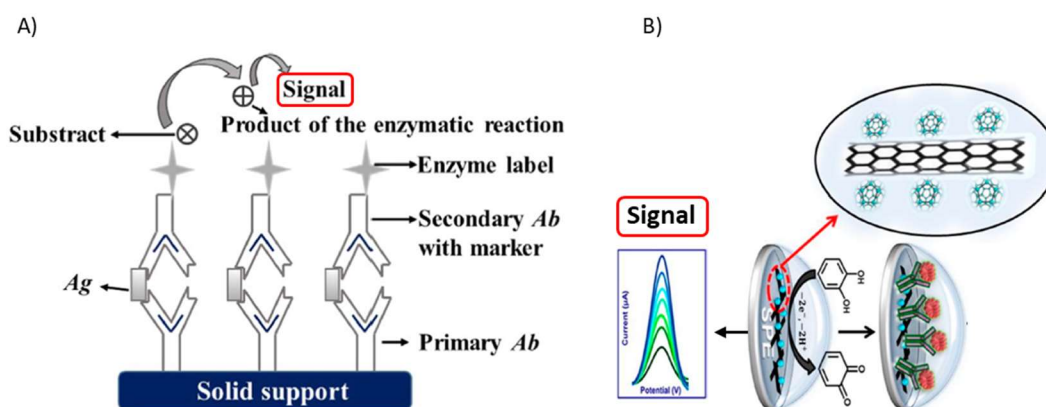 A)
Signal
Substract
Product of the enzymatic reaction
Enzyme label
Secondary Ab
with marker
Ag
Primary Ab
Solid support
B)
Signal
Current (µA)
Potential (V)
SPE
OH
OH
−2e⁻, −2H⁺
O
O